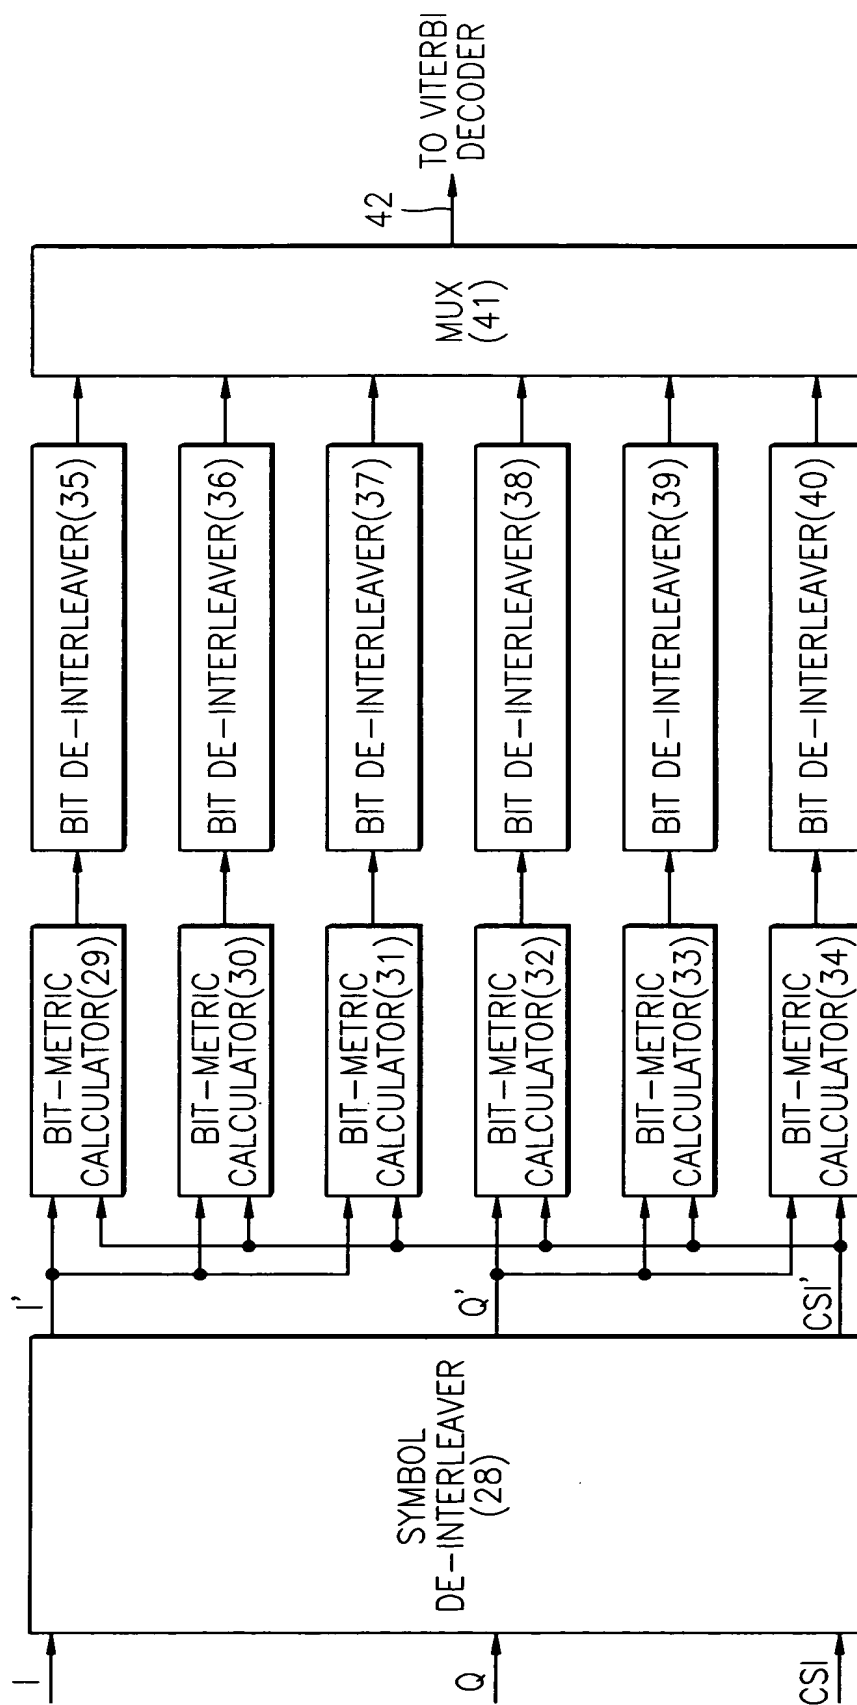 I
Q
CSI
SYMBOL
DE-INTERLEAVER
(28)
I'
Q'
CSI'
BIT-METRIC
CALCULATOR(29)
BIT-METRIC
CALCULATOR(30)
BIT-METRIC
CALCULATOR(31)
BIT-METRIC
CALCULATOR(32)
BIT-METRIC
CALCULATOR(33)
BIT-METRIC
CALCULATOR(34)
BIT DE-INTERLEAVER(35)
BIT DE-INTERLEAVER(36)
BIT DE-INTERLEAVER(37)
BIT DE-INTERLEAVER(38)
BIT DE-INTERLEAVER(39)
BIT DE-INTERLEAVER(40)
MUX
(41)
42
TO VITERBI
DECODER